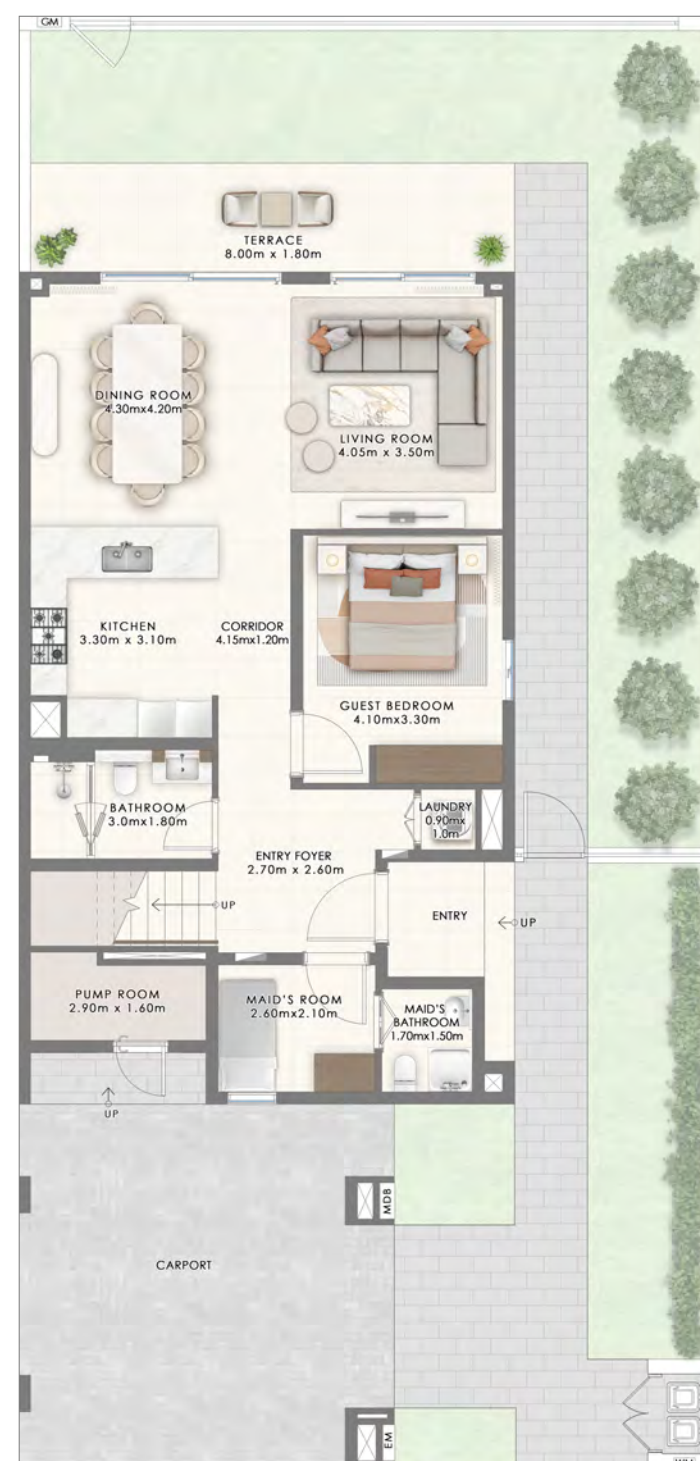 GM
TERRACE
8.00m x 1.80m
DINING ROOM
4.30mx4.20m
LIVING ROOM
4.05m x 3.50m
KITCHEN
3.30m x 3.10m
CORRIDOR
4.15mx1.20m
GUEST BEDROOM
4.10mx3.30m
BATHROOM
3.0mx1.80m
LAUNDRY
0.90mx
1.0m
ENTRY FOYER
2.70m x 2.60m
UP
ENTRY
UP
PUMP ROOM
2.90m x 1.60m
MAID'S ROOM
2.60mx2.10m
MAID'S
BATHROOM
1.70mx1.50m
UP
MDB
CARPORT
EM
WM